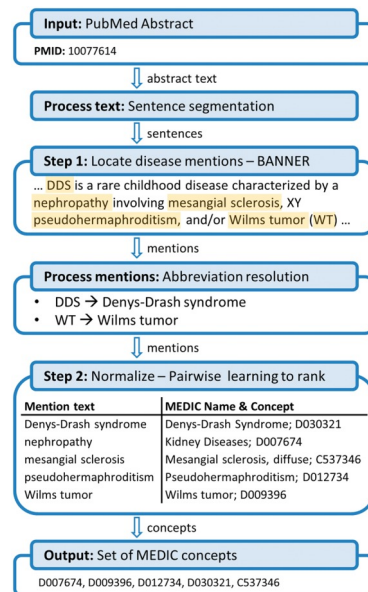 Input: PubMed Abstract
PMID: 10077614
abstract text
Process text: Sentence segmentation
sentences
Step 1: Locate disease mentions – BANNER
... DDS is a rare childhood disease characterized by a
nephropathy involving mesangial sclerosis, XY
pseudohermaphroditism, and/or Wilms tumor (WT) ...
mentions
Process mentions: Abbreviation resolution
• DDS → Denys-Drash syndrome
• WT → Wilms tumor
mentions
Step 2: Normalize – Pairwise learning to rank
Mention text MEDIC Name & Concept
Denys-Drash syndrome Denys-Drash Syndrome; D030321
nephropathy Kidney Diseases; D007674
mesangial sclerosis Mesangial sclerosis, diffuse; C537346
pseudohermaphroditism Pseudohermaphroditism; D012734
Wilms tumor Wilms tumor; D009396
concepts
Output: Set of MEDIC concepts
D007674, D009396, D012734, D030321, C537346